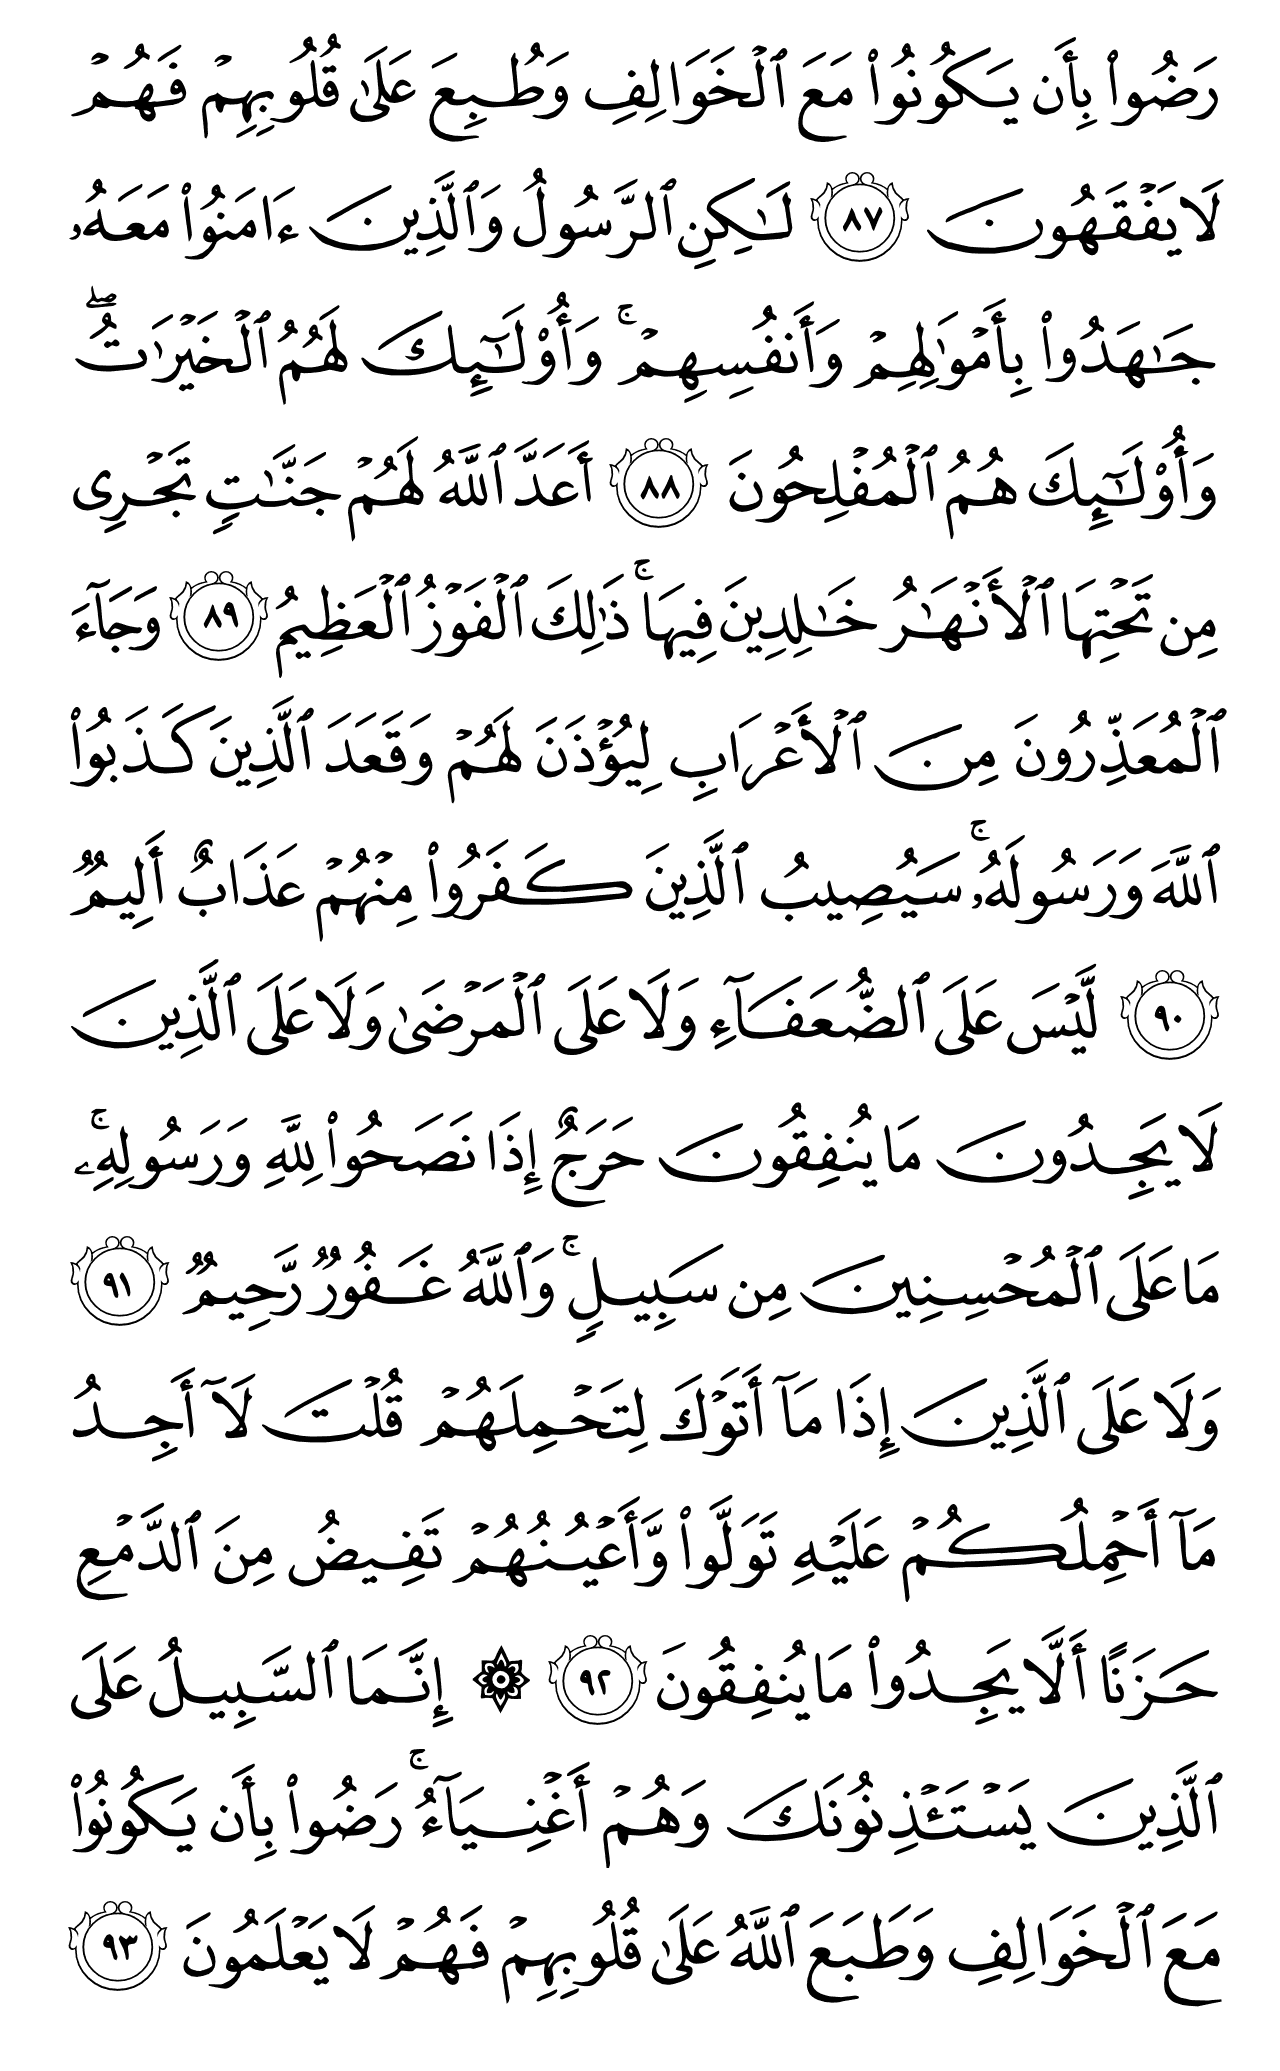 رَضُوا۟ بِأَن يَكُونُوا۟ مَعَ ٱلْخَوَالِفِ وَطُبِعَ عَلَىٰ قُلُوبِهِمْ فَهُمْ
لَا يَفْقَهُونَ ٨٧ لَـٰكِنِ ٱلرَّسُولُ وَٱلَّذِينَ ءَامَنُوا۟ مَعَهُۥ
جَـٰهَدُوا۟ بِأَمْوَٰلِهِمْ وَأَنفُسِهِمْ ۚ وَأُو۟لَـٰٓئِكَ لَهُمُ ٱلْخَيْرَٰتُ ۖ
وَأُو۟لَـٰٓئِكَ هُمُ ٱلْمُفْلِحُونَ ٨٨ أَعَدَّ ٱللَّهُ لَهُمْ جَنَّـٰتٍ تَجْرِى
مِن تَحْتِهَا ٱلْأَنْهَـٰرُ خَـٰلِدِينَ فِيهَا ۚ ذَٰلِكَ ٱلْفَوْزُ ٱلْعَظِيمُ ٨٩ وَجَآءَ
ٱلْمُعَذِّرُونَ مِنَ ٱلْأَعْرَابِ لِيُؤْذَنَ لَهُمْ وَقَعَدَ ٱلَّذِينَ كَذَبُوا۟
ٱللَّهَ وَرَسُولَهُۥ ۚ سَيُصِيبُ ٱلَّذِينَ كَفَرُوا۟ مِنْهُمْ عَذَابٌ أَلِيمٌ
٩٠ لَّيْسَ عَلَى ٱلضُّعَفَآءِ وَلَا عَلَى ٱلْمَرْضَىٰ وَلَا عَلَى ٱلَّذِينَ
لَا يَجِدُونَ مَا يُنفِقُونَ حَرَجٌ إِذَا نَصَحُوا۟ لِلَّهِ وَرَسُولِهِۦ ۚ
مَا عَلَى ٱلْمُحْسِنِينَ مِن سَبِيلٍ ۚ وَٱللَّهُ غَفُورٌ رَّحِيمٌ ٩١
وَلَا عَلَى ٱلَّذِينَ إِذَا مَآ أَتَوْكَ لِتَحْمِلَهُمْ قُلْتَ لَآ أَجِدُ
مَآ أَحْمِلُكُمْ عَلَيْهِ تَوَلَّوا۟ وَّأَعْيُنُهُمْ تَفِيضُ مِنَ ٱلدَّمْعِ
حَزَنًا أَلَّا يَجِدُوا۟ مَا يُنفِقُونَ ٩٢ ۞ إِنَّمَا ٱلسَّبِيلُ عَلَى
ٱلَّذِينَ يَسْتَـْٔذِنُونَكَ وَهُمْ أَغْنِيَآءُ ۚ رَضُوا۟ بِأَن يَكُونُوا۟
مَعَ ٱلْخَوَالِفِ وَطَبَعَ ٱللَّهُ عَلَىٰ قُلُوبِهِمْ فَهُمْ لَا يَعْلَمُونَ ٩٣